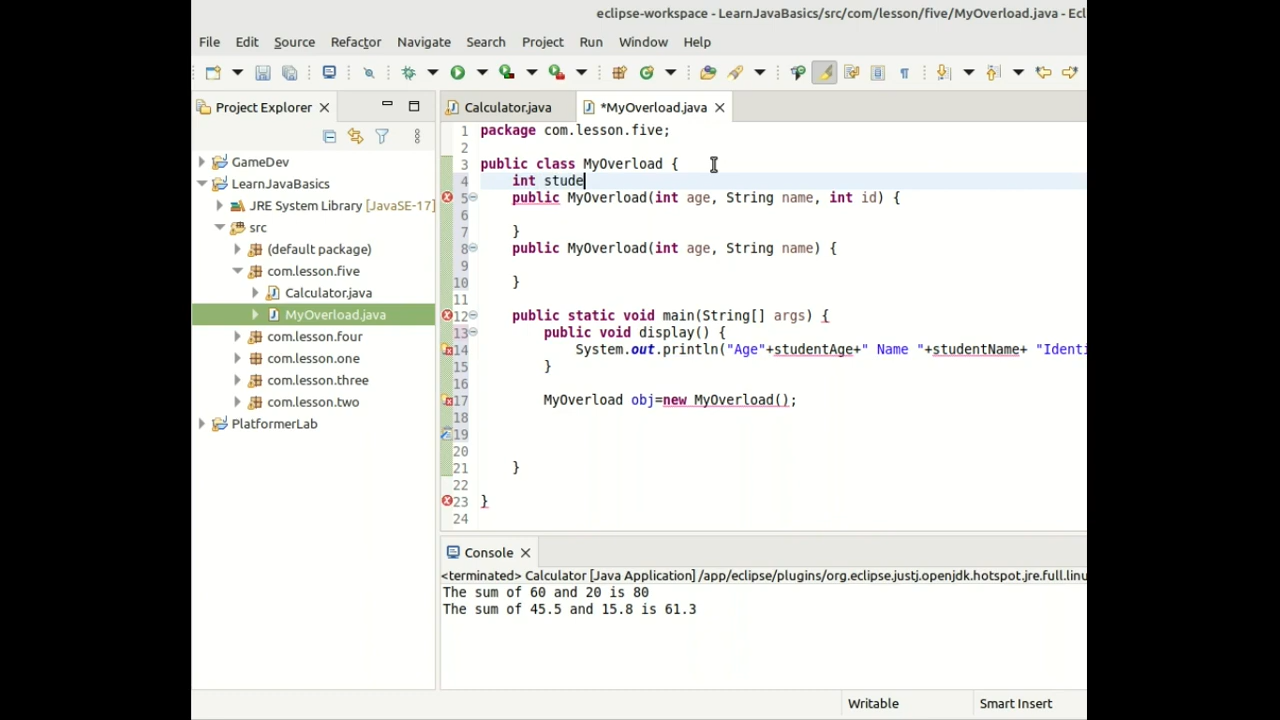 eclipse-workspace - LearnJavaBasics/src/com/lesson/five/MyOverload.java - Ecl
File Edit Source Refactor Navigate Search Project Run Window Help
Project Explorer
Calculator.java *MyOverload.java
GameDev
LearnJavaBasics
JRE System Library [JavaSE-17]
src
(default package)
com.lesson.five
Calculator.java
MyOverload.java
com.lesson.four
com.lesson.one
com.lesson.three
com.lesson.two
PlatformerLab
1 package com.lesson.five;
2
3 public class MyOverload {
4 int stude
5 public MyOverload(int age, String name, int id) {
6
7 }
8 public MyOverload(int age, String name) {
9
10 }
11
12 public static void main(String[] args) {
13 public void display() {
14 System.out.println("Age"+studentAge+" Name "+studentName+ "Identi
15 }
16
17 MyOverload obj=new MyOverload();
18
19
20
21 }
22
23 }
24
Console
<terminated> Calculator [Java Application] /app/eclipse/plugins/org.eclipse.justj.openjdk.hotspot.jre.full.linu
The sum of 60 and 20 is 80
The sum of 45.5 and 15.8 is 61.3
Writable Smart Insert